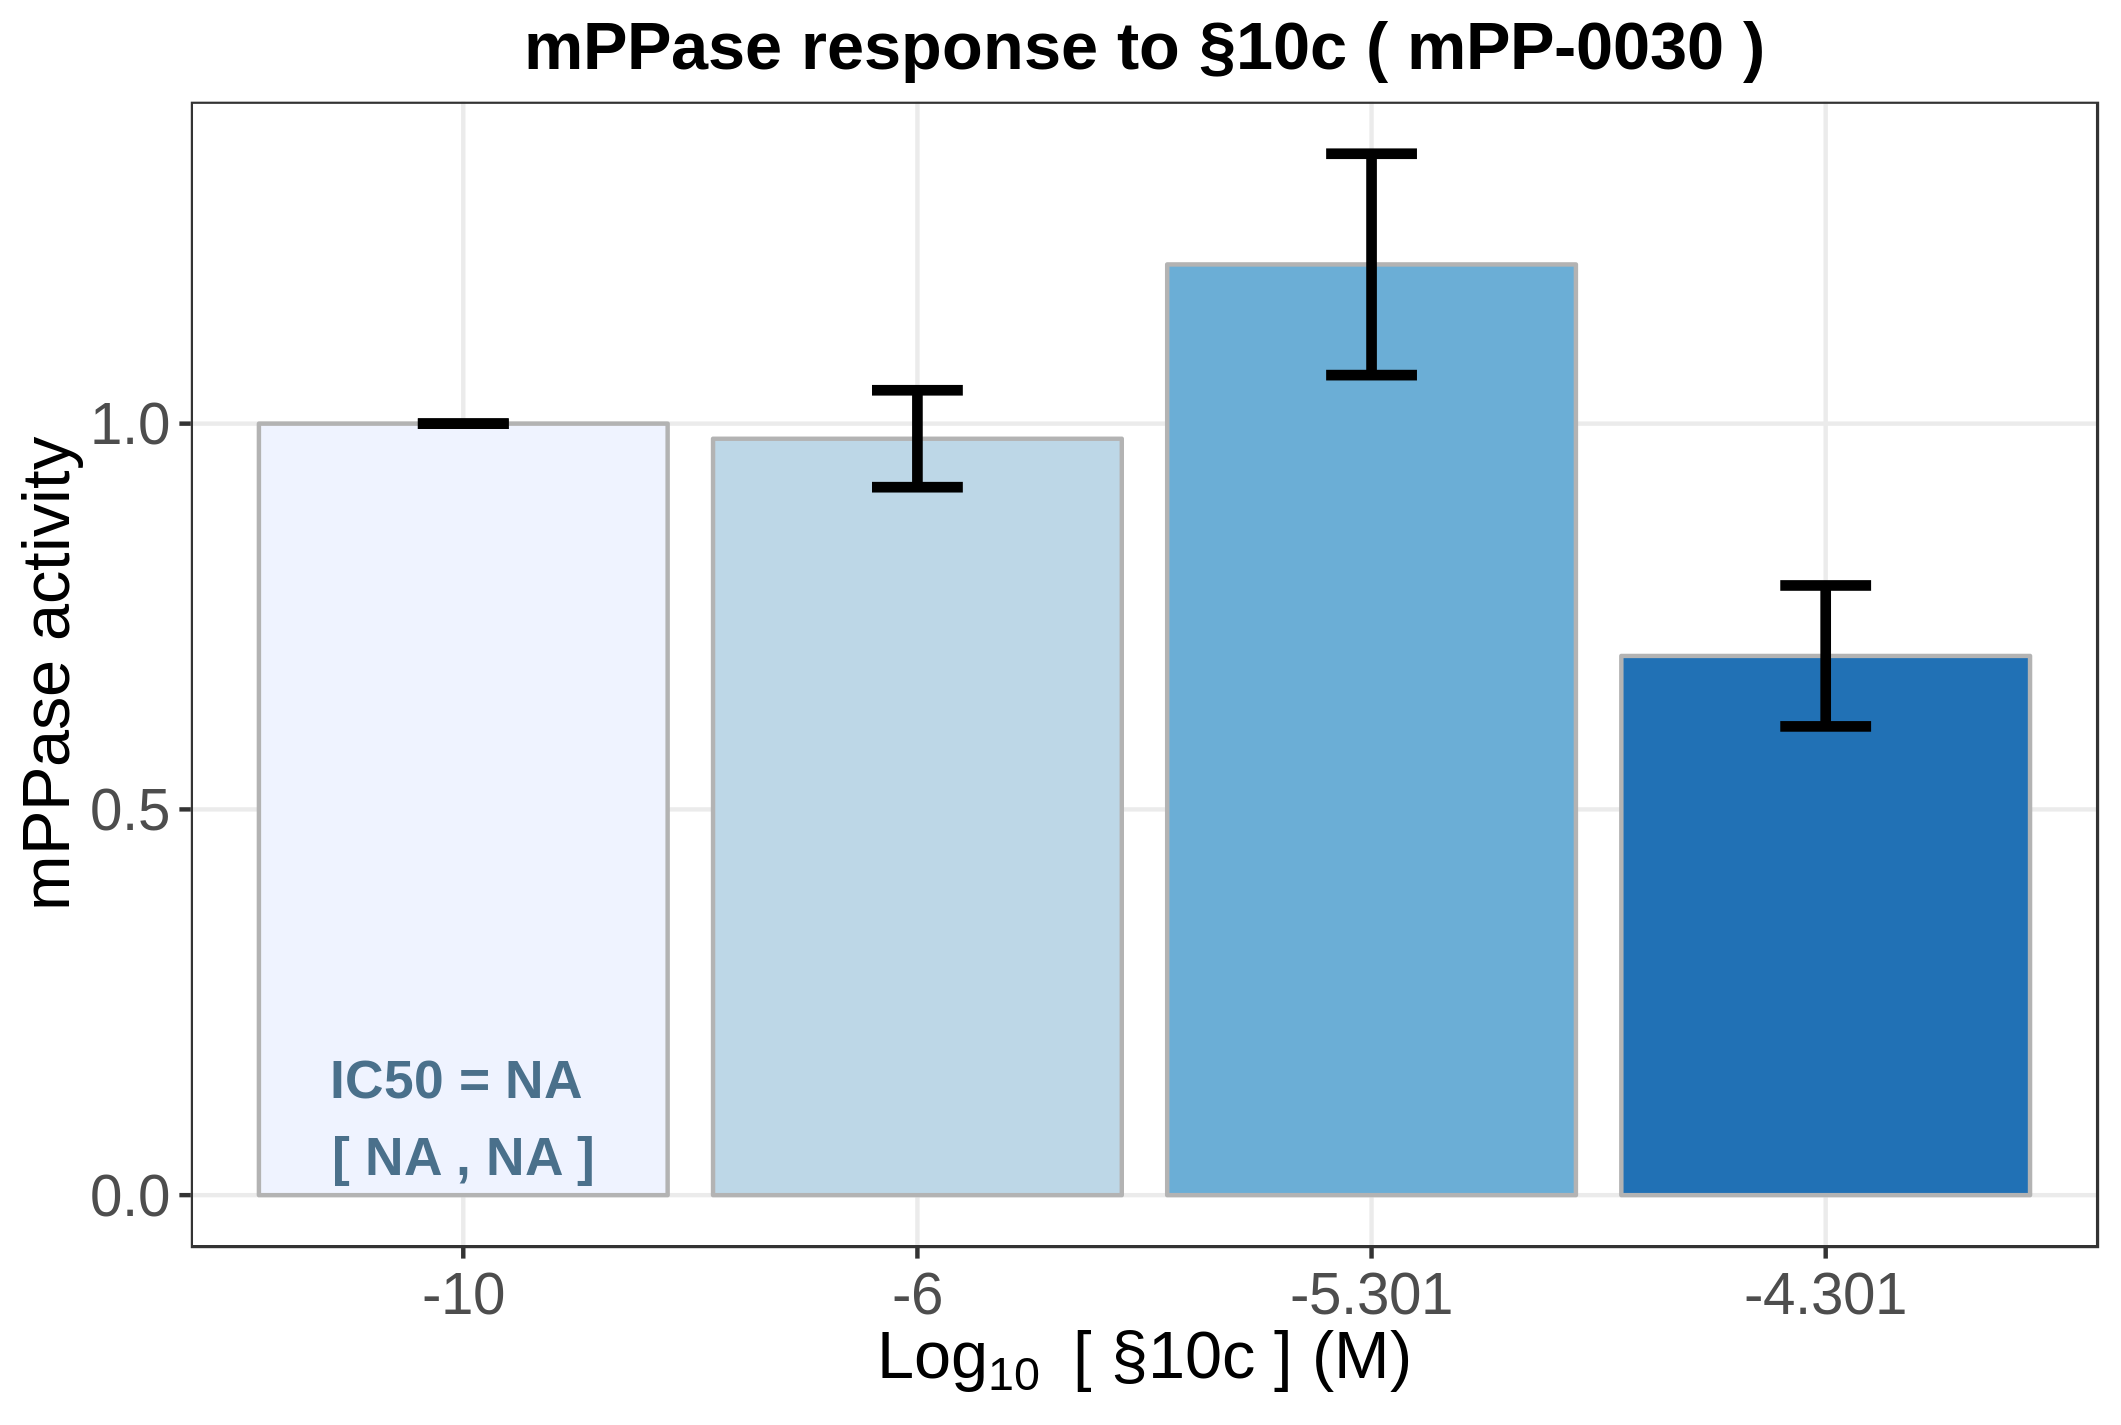 mPPase response to §10c ( mPP-0030 )
mPPase activity
1.0
0.5
0.0
IC50 = NA
[ NA , NA ]
-10
-6
-5.301
-4.301
Log10 [ §10c ] (M)